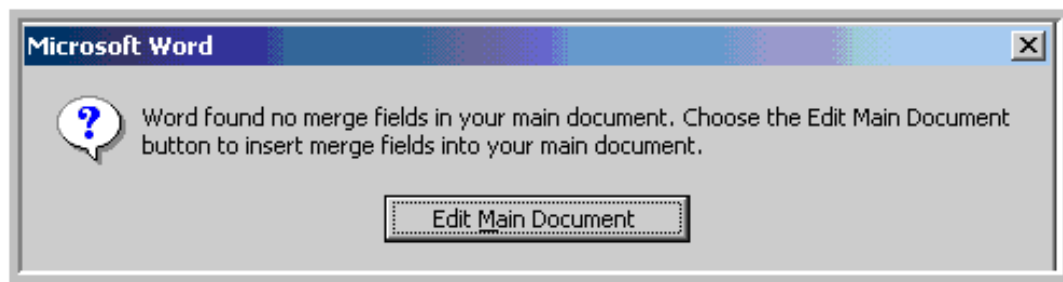 Microsoft Word
Word found no merge fields in your main document. Choose the Edit Main Document
button to insert merge fields into your main document.
Edit Main Document